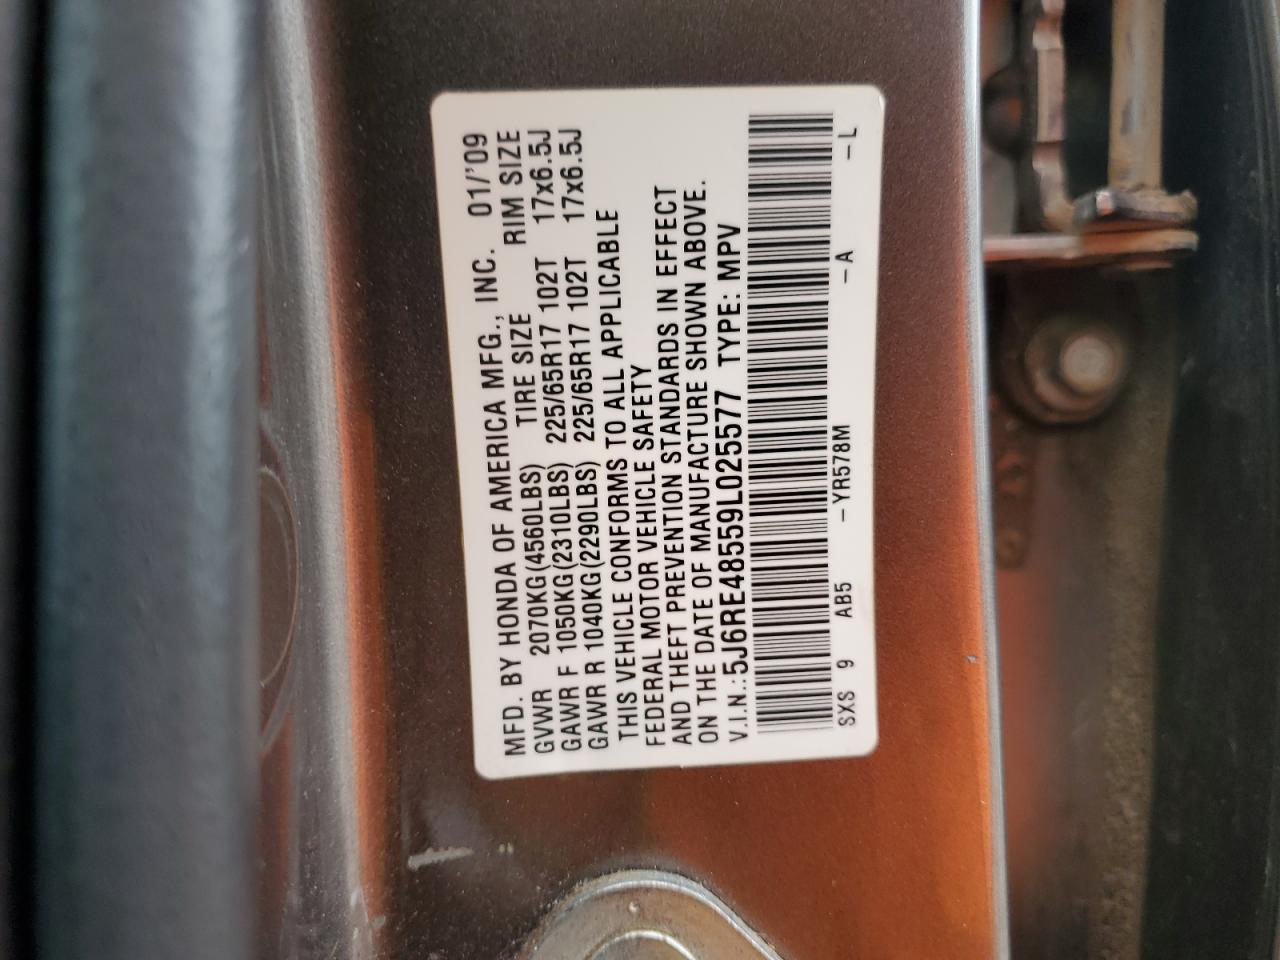 MFD. BY HONDA OF AMERICA MFG., INC. 01/'09
GVWR 2070KG(4560LBS) TIRE SIZE RIM SIZE
GAWR F 1050KG(2310LBS) 225/65R17 102T 17x6.5J
GAWR R 1040KG(2290LBS) 225/65R17 102T 17x6.5J
THIS VEHICLE CONFORMS TO ALL APPLICABLE
FEDERAL MOTOR VEHICLE SAFETY
AND THEFT PREVENTION STANDARDS IN EFFECT
ON THE DATE OF MANUFACTURE SHOWN ABOVE.
V.I.N.: 5J6RE48559L025577 TYPE: MPV
SXS 9 AB5 -YR578M -A -L